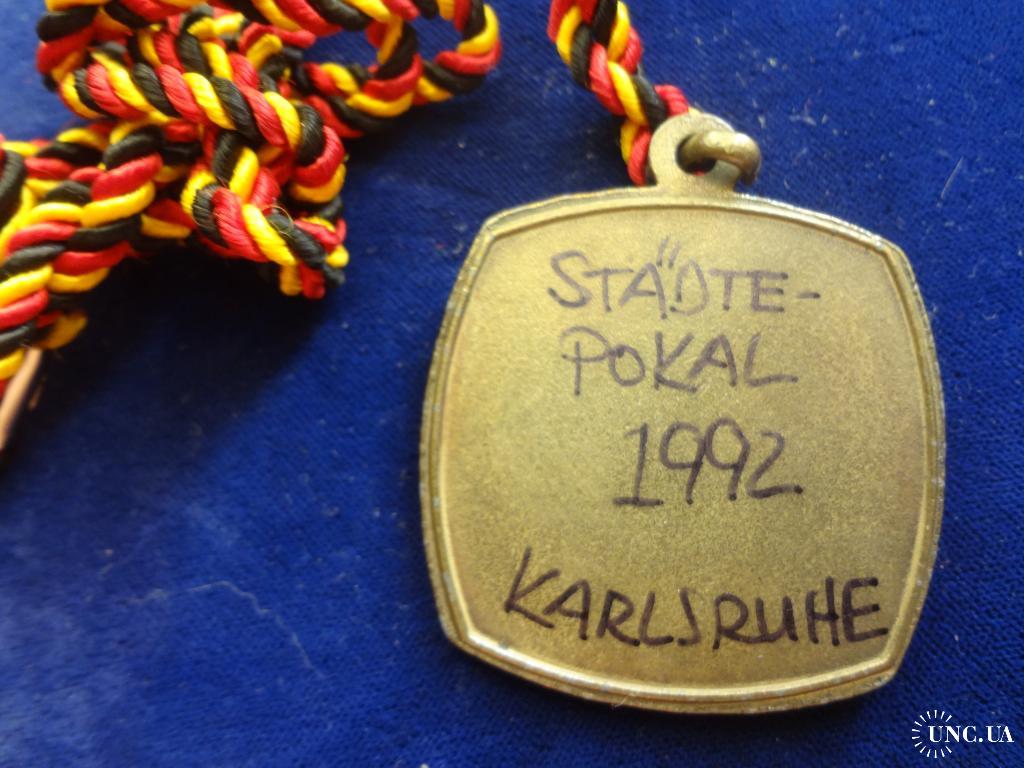 STÄDTE-
POKAL
1992
KARLSRUHE
UNC.UA